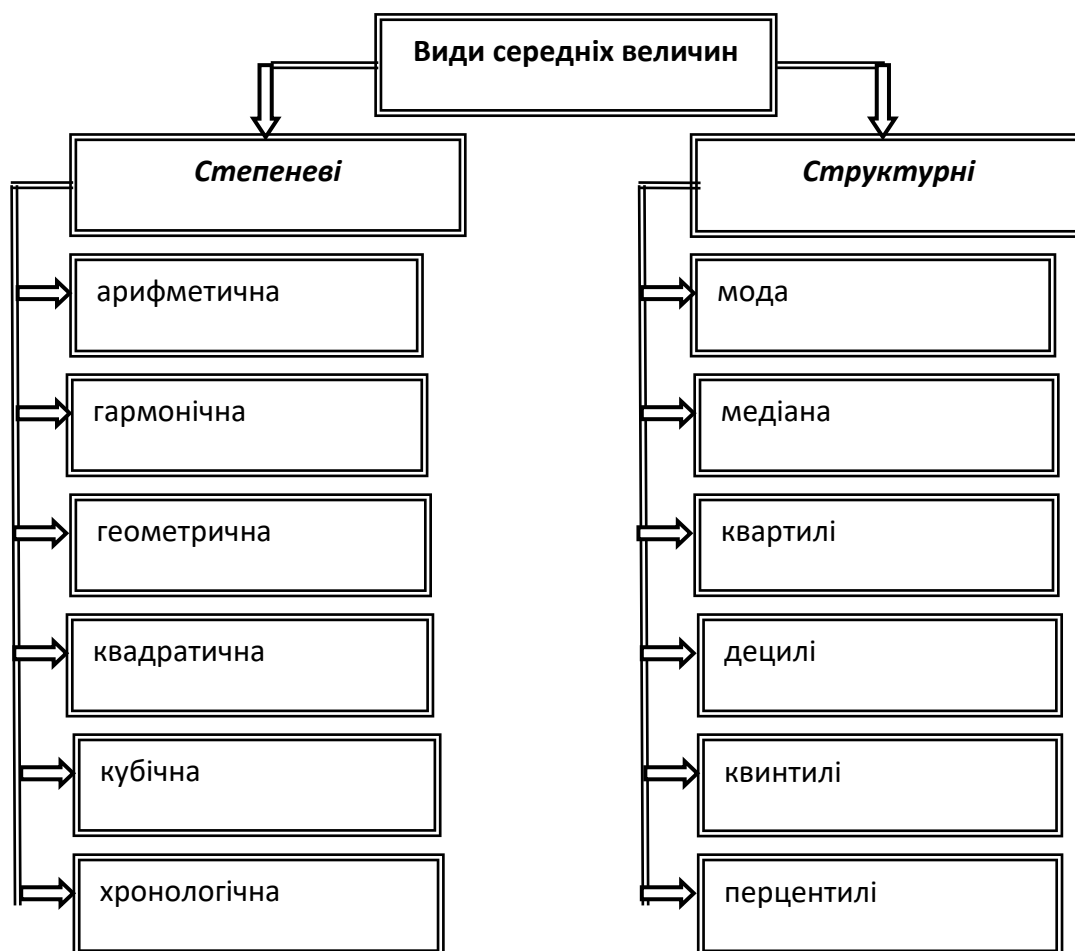 Види середніх величин
Степеневі
арифметична
гармонічна
геометрична
квадратична
кубічна
хронологічна
Структурні
мода
медіана
квартилі
децилі
квинтилі
перцентилі